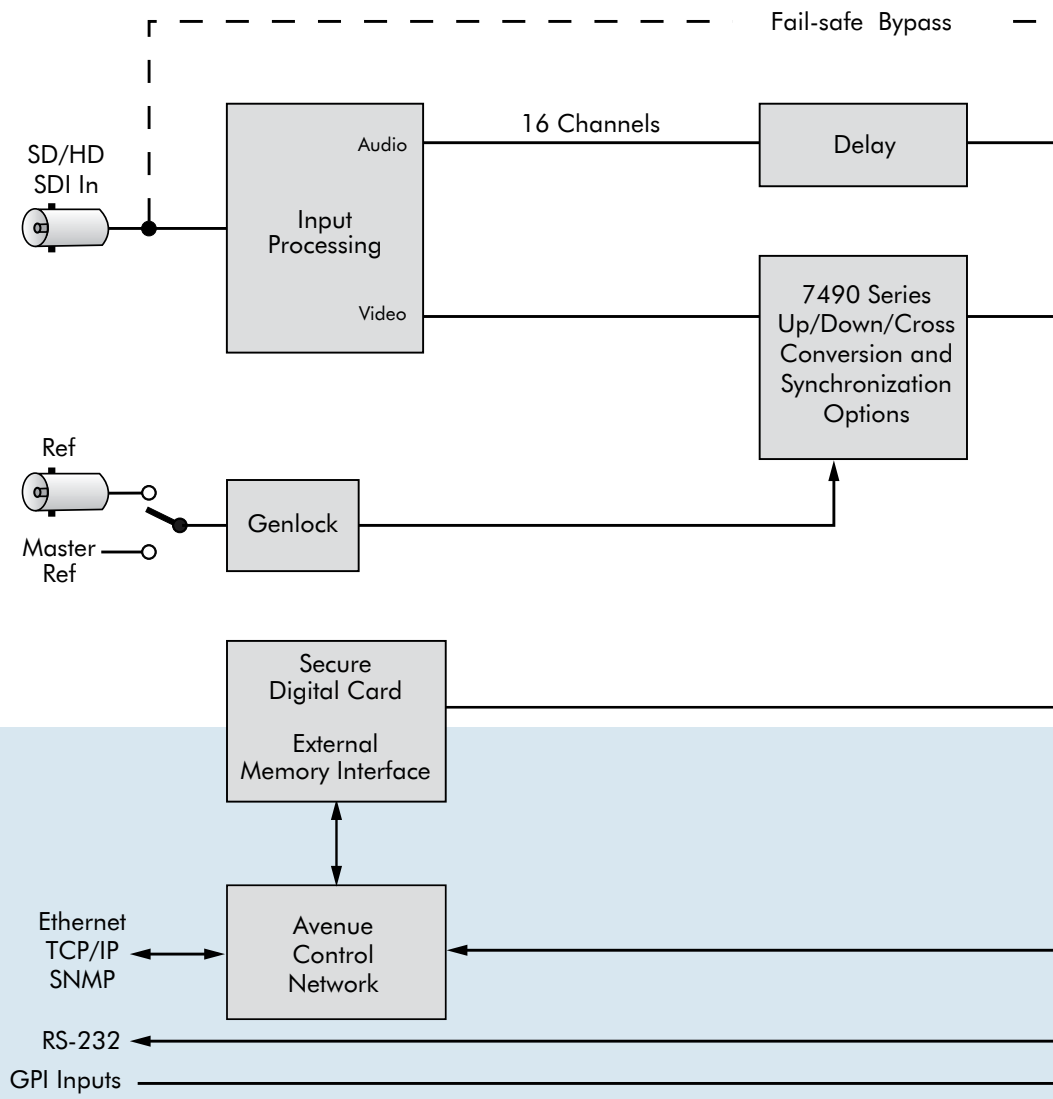 Fail-safe Bypass
SD/HD
SDI In
Audio
Input
Processing
Video
16 Channels
Delay
7490 Series
Up/Down/Cross
Conversion and
Synchronization
Options
Ref
Master
Ref
Genlock
Secure
Digital Card
External
Memory Interface
Ethernet
TCP/IP
SNMP
Avenue
Control
Network
RS-232
GPI Inputs